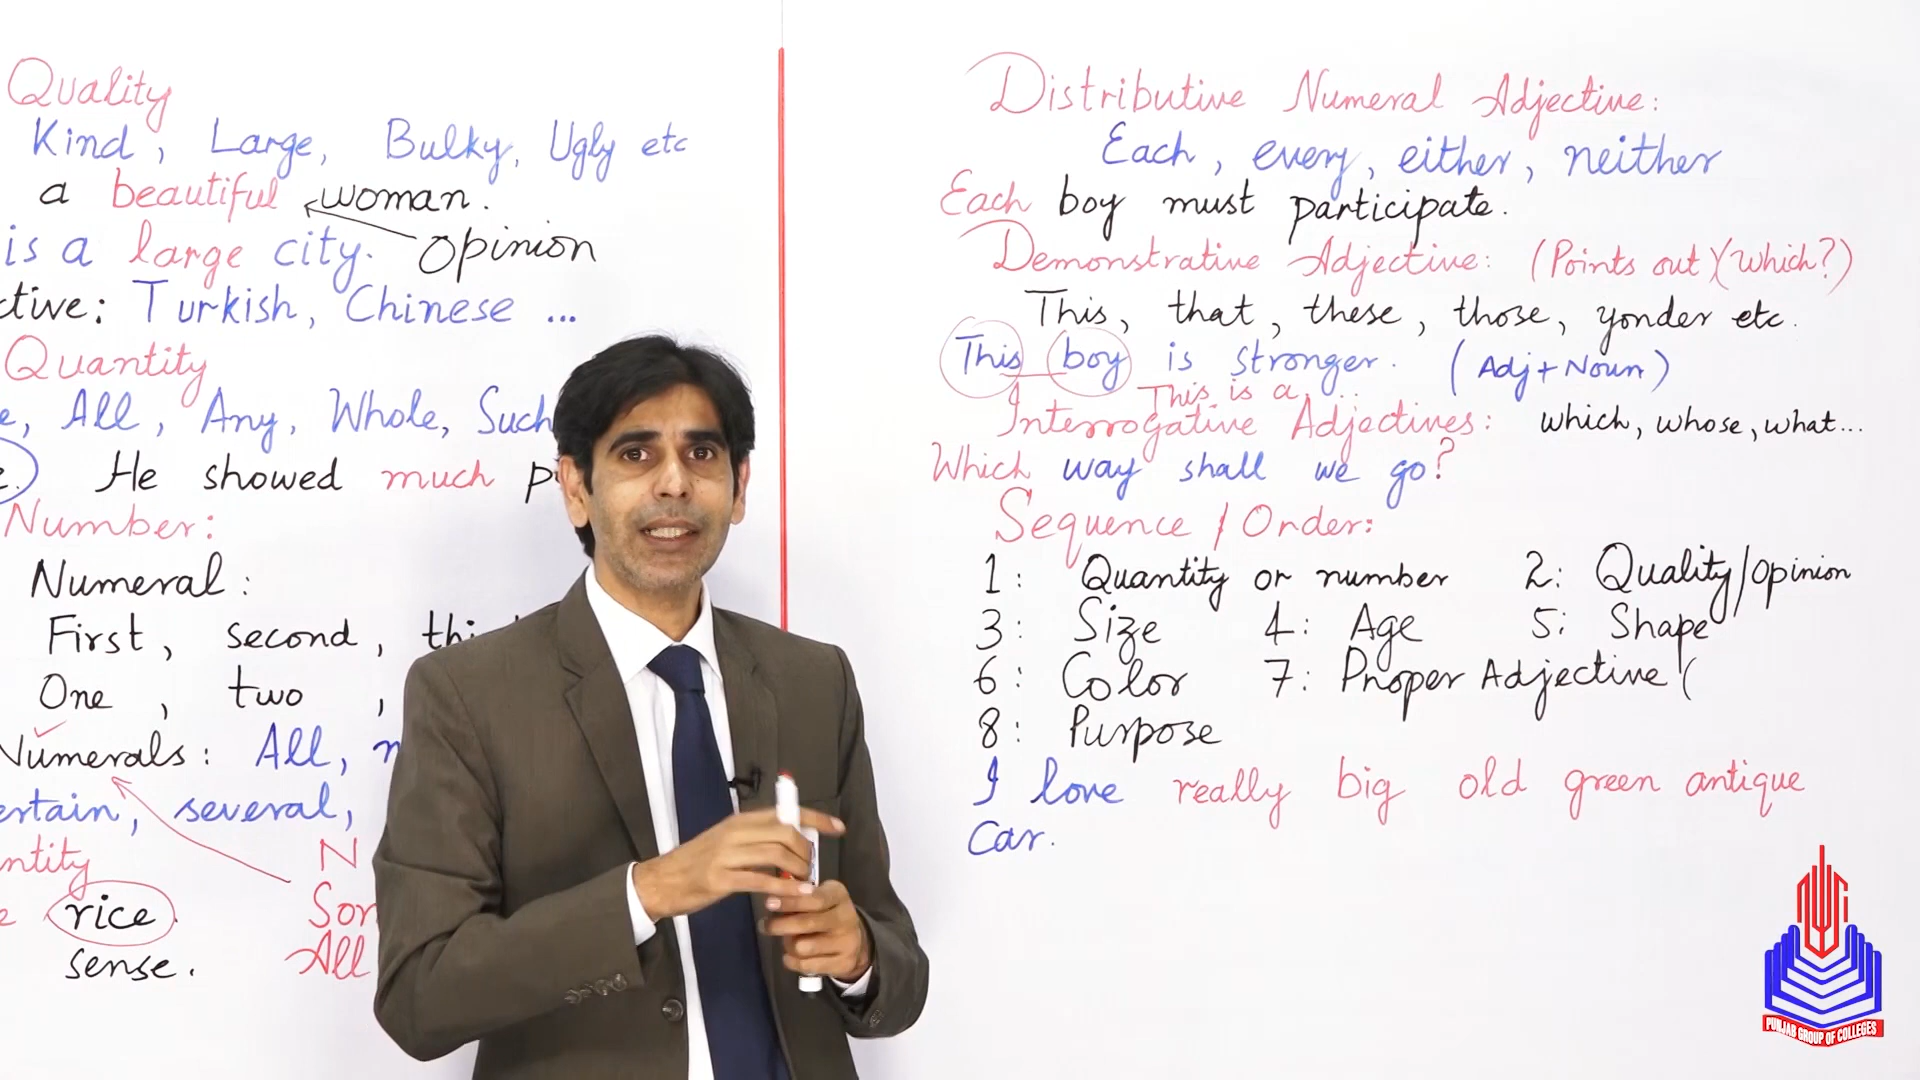 Quality
Kind, Large, Bulky, Ugly etc
a beautiful woman.
is a large city. opinion
ctive: Turkish, Chinese ...
Quantity
e, All, Any, Whole, Such
He showed much p
Number:
Numeral:
First, second, thi
One, two,
Numerals: All,
ertain, several,
ntity N
rice. Som
sense. All
Distributive Numeral Adjective:
Each, every, either, neither
Each boy must participate.
Demonstrative Adjective: (Points out)(which?)
This, that, these, those, yonder etc.
This boy is stronger. (Adj+Noun)
This is a...
Interrogative Adjectives: which, whose, what...
Which way shall we go?
Sequence / Order:
1: Quantity or number 2: Quality/opinion
3: Size 4: Age 5: Shape
6: Color 7: Proper Adjective (
8: Purpose
I love really big old green antique
Car.
PUNJAB GROUP OF COLLEGES